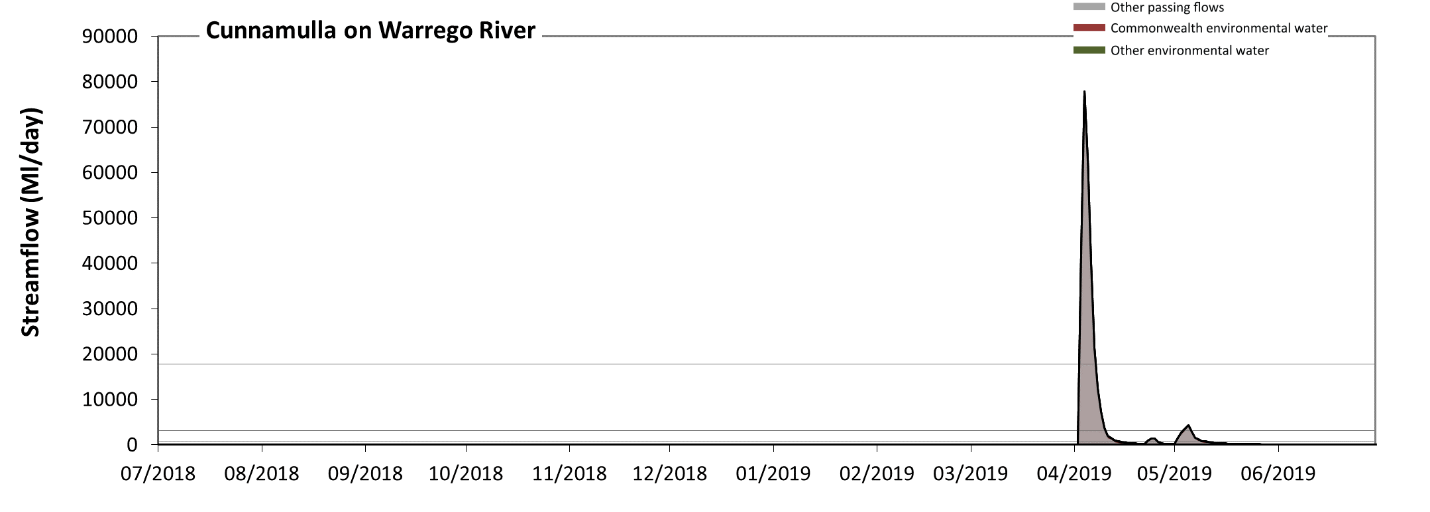 Other passing flows
Cunnamulla on Warrego River
Commonwealth environmental water
Other environmental water
Streamflow (Ml/day)
90000
80000
70000
60000
50000
40000
30000
20000
10000
0
07/2018 08/2018 09/2018 10/2018 11/2018 12/2018 01/2019 02/2019 03/2019 04/2019 05/2019 06/2019